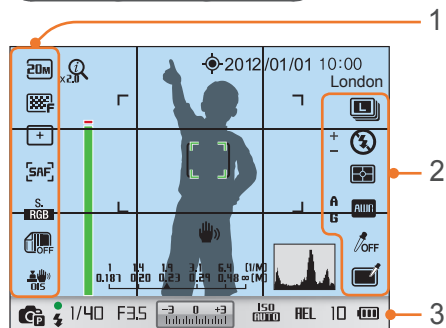 1
20M
x2.0
2012/01/01 10:00
London
F
L
+
+
−
SAF
2
S.
RGB
A
G
AWB
OFF
OIS
OFF
1 1.4 1.9 3.1 6.4 (1/M)
0.187 0.20 0.23 0.29 0.48 ∞ (M)
P
1/40 F3.5 −3 0 +3 ISO AUTO REL 10
3